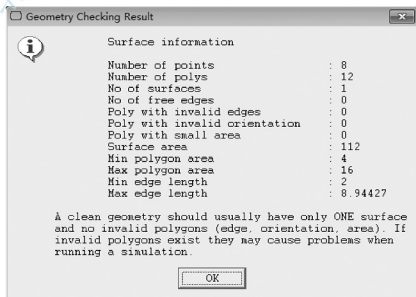 Geometry Checking Result
Surface information
Number of points : 8
Number of polys : 12
No of surfaces : 1
No of free edges : 0
Poly with invalid edges : 0
Poly with invalid orientation : 0
Poly with small area : 0
Surface area : 112
Min polygon area : 4
Max polygon area : 16
Min edge length : 2
Max edge length : 8.94427
A clean geometry should usually have only ONE surface
and no invalid polygons (edge, orientation, area). If
invalid polygons exist they may cause problems when
running a simulation.
OK